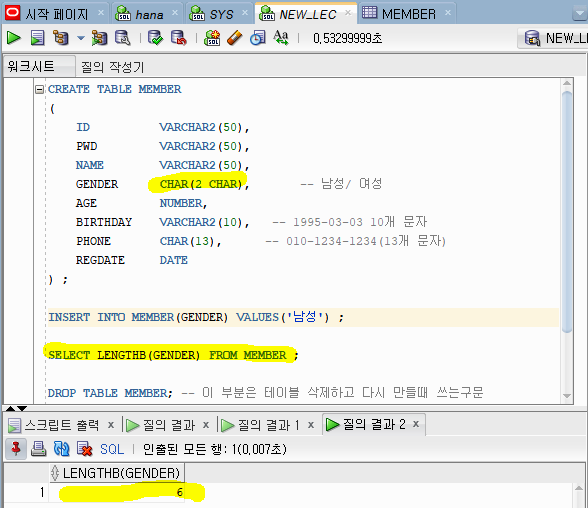 시작 페이지 hana SYS NEW_LEC MEMBER
SQL 0,53299999초 NEW_LE
워크시트 질의 작성기
CREATE TABLE MEMBER
(
ID VARCHAR2(50),
PWD VARCHAR2(50),
NAME VARCHAR2(50),
GENDER CHAR(2 CHAR), -- 남성/ 여성
AGE NUMBER,
BIRTHDAY VARCHAR2(10), -- 1995-03-03 10개 문자
PHONE CHAR(13), -- 010-1234-1234(13개 문자)
REGDATE DATE
) ;
INSERT INTO MEMBER(GENDER) VALUES('남성') ;
SELECT LENGTHB(GENDER) FROM MEMBER ;
DROP TABLE MEMBER; -- 이 부분은 테이블 삭제하고 다시 만들때 쓰는구문
스크립트 출력 x 질의 결과 x 질의 결과 1 x 질의 결과 2 x
SQL | 인출된 모든 행: 1(0,007초)
LENGTHB(GENDER)
1 6